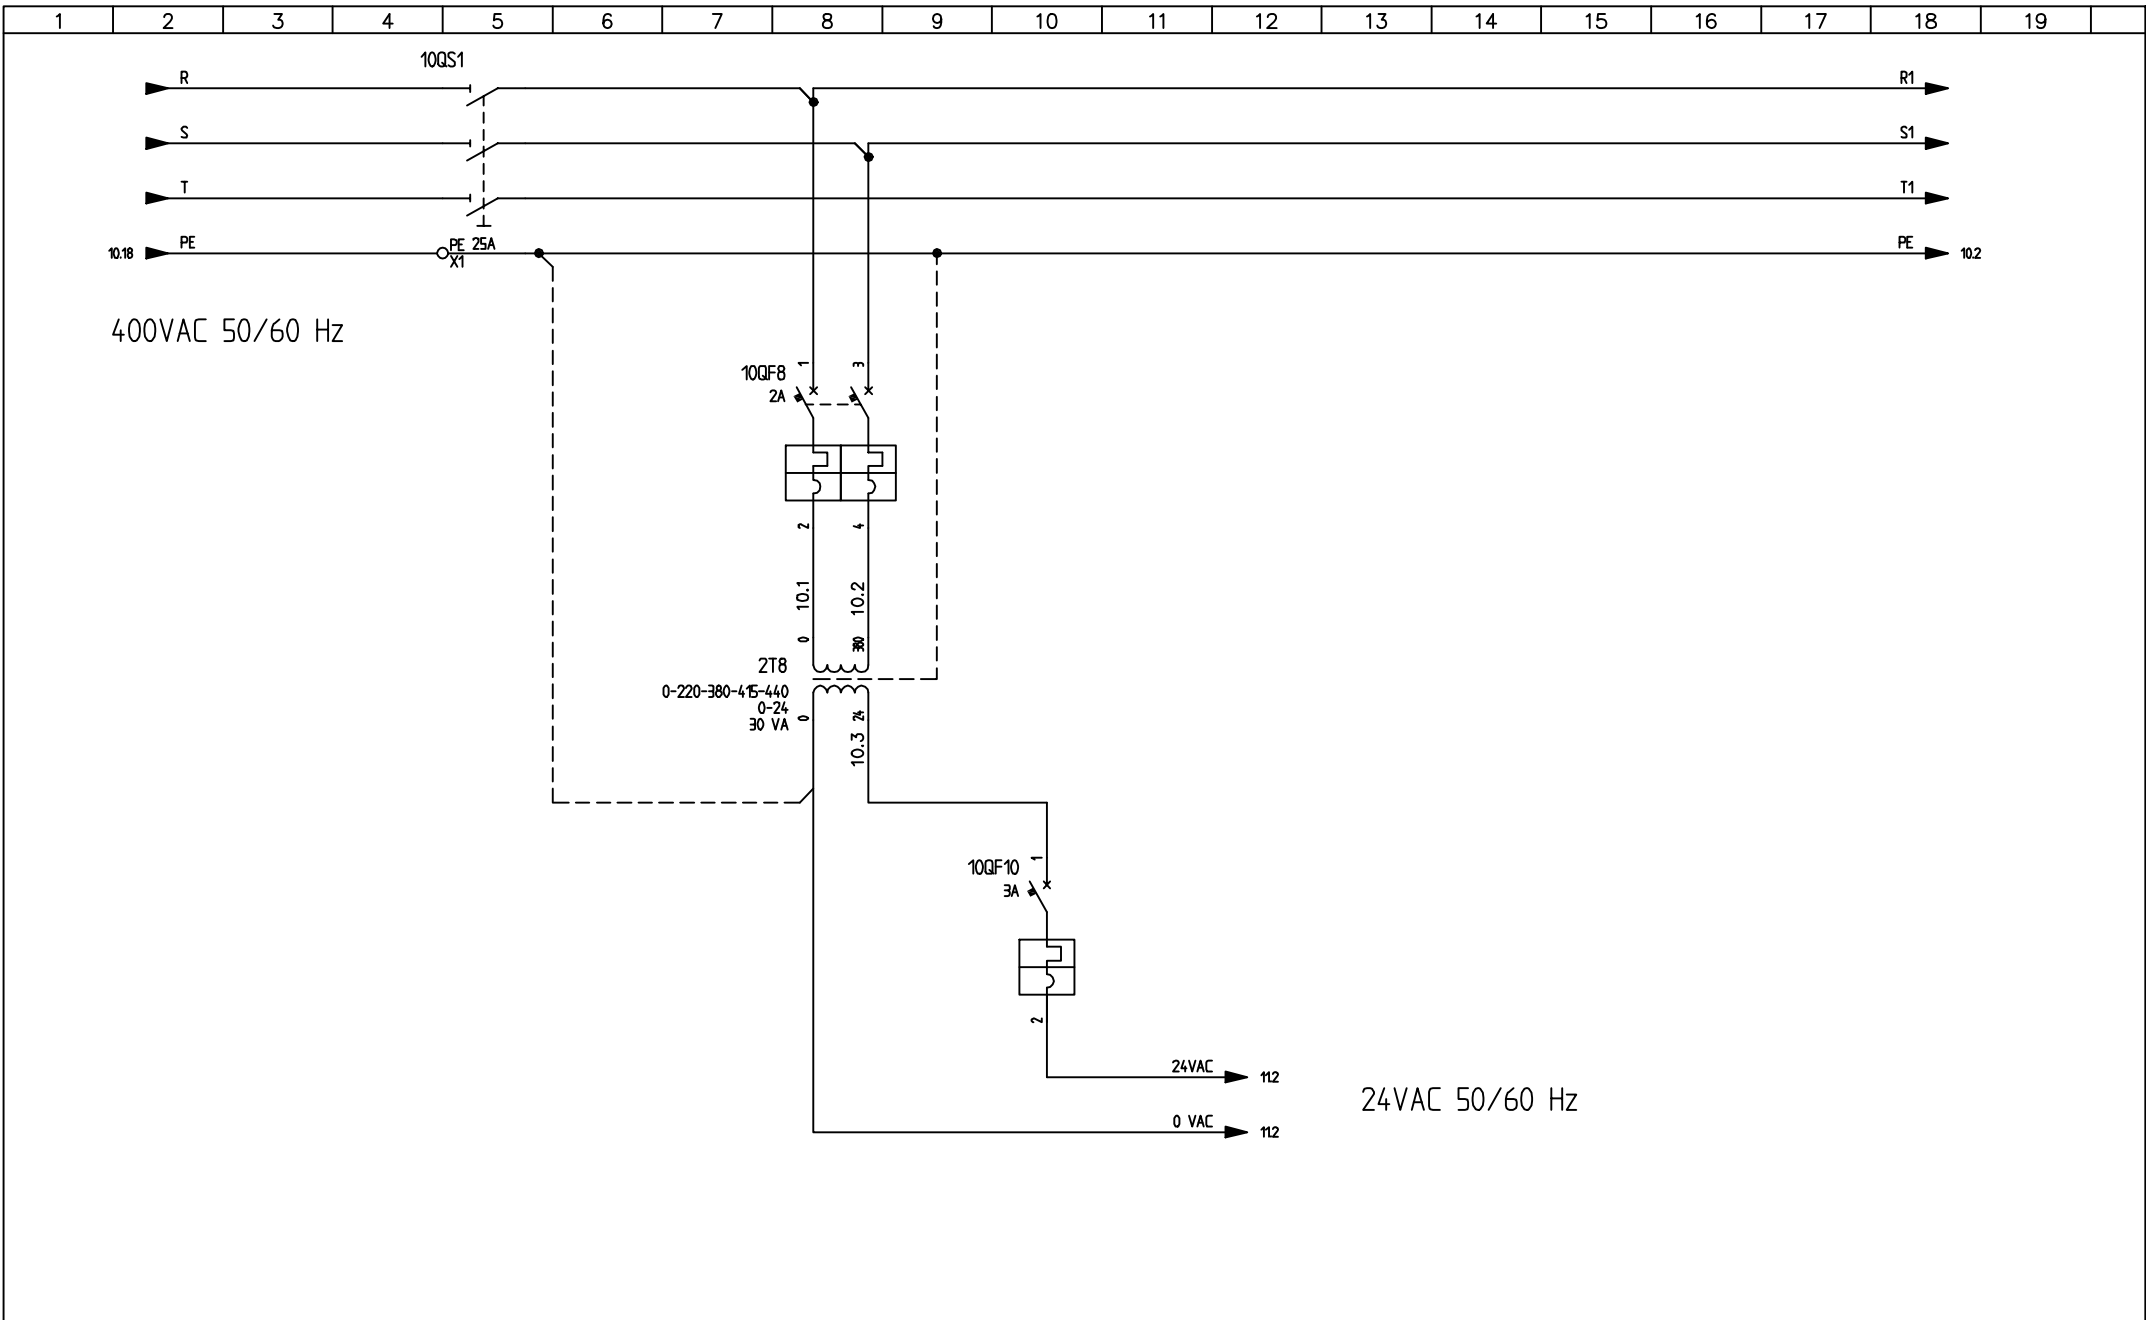 1 2 3 4 5 6 7 8 9 10 11 12 13 14 15 16 17 18 19
10QS1
R R1
S S1
T T1
10.18 PE PE 25A PE 10.2
X1
400VAC 50/60 Hz
1 3
10QF8
2A
2 4
10.1 10.2
0 380
2T8
0-220-380-415-440
0-24
30 VA
0 24
10.3
1
10QF10
3A
2
24VAC 11.2
24VAC 50/60 Hz
0 VAC 11.2